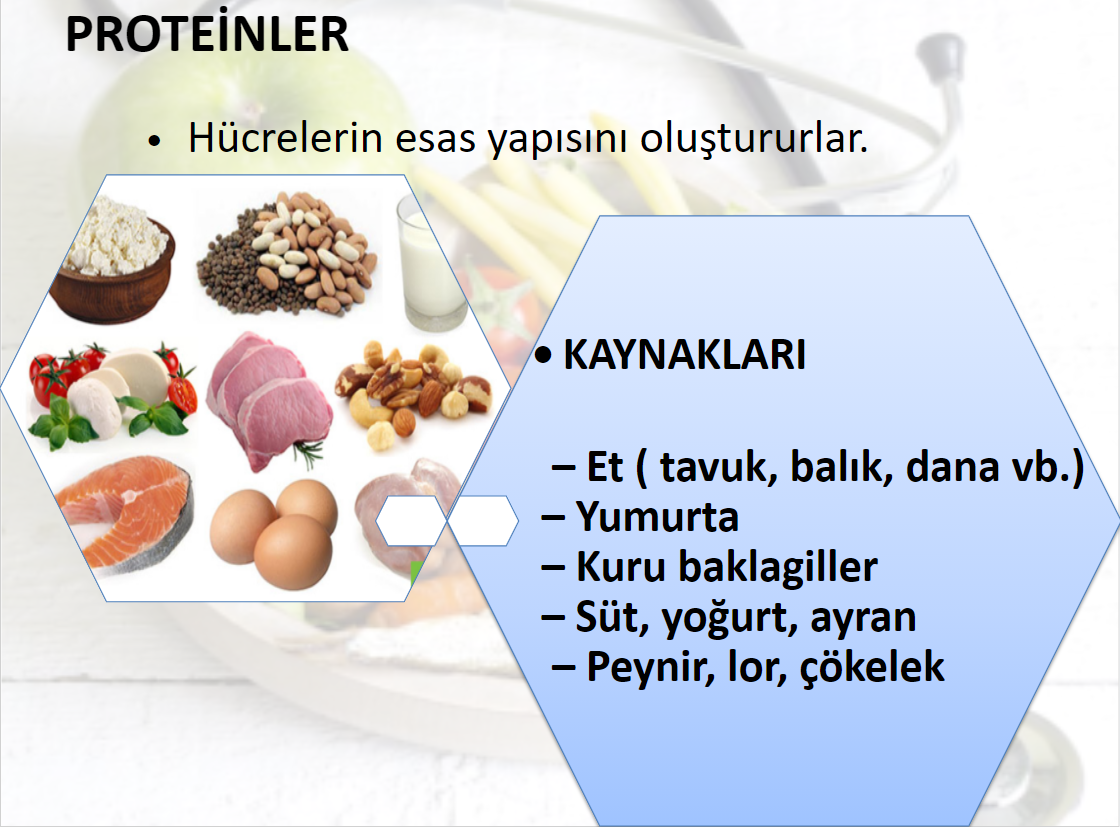 PROTEİNLER
• Hücrelerin esas yapısını oluştururlar.
• KAYNAKLARI
– Et ( tavuk, balık, dana vb.)
– Yumurta
– Kuru baklagiller
– Süt, yoğurt, ayran
– Peynir, lor, çökelek